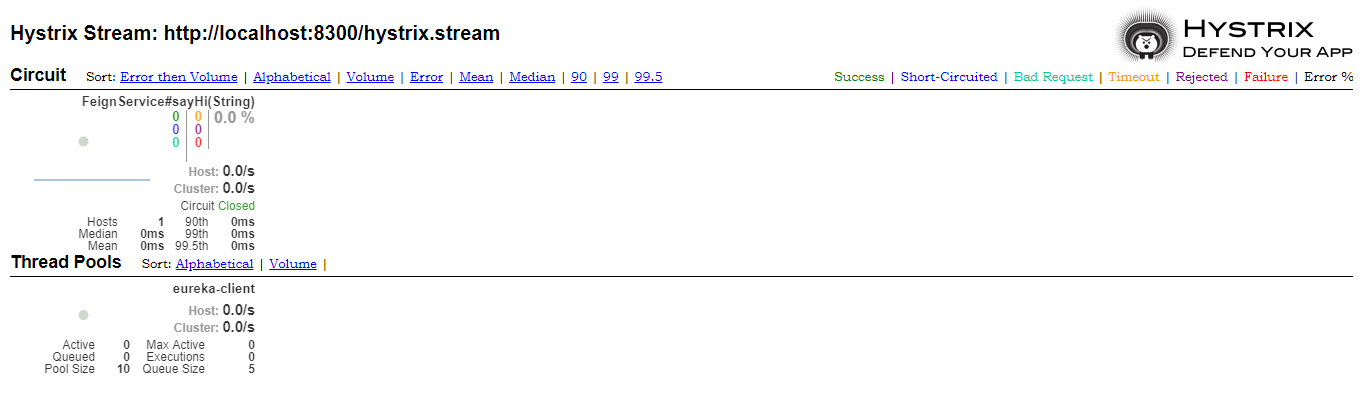 Hystrix Stream: http://localhost:8300/hystrix.stream
HYSTRIX
DEFEND YOUR APP
Circuit Sort: Error then Volume | Alphabetical | Volume | Error | Mean | Median | 90 | 99 | 99.5
Success | Short-Circuited | Bad Request | Timeout | Rejected | Failure | Error %
FeignService#sayHi(String)
0 0 0.0 %
0 0
0 0
Host: 0.0/s
Cluster: 0.0/s
Circuit Closed
Hosts 1 90th 0ms
Median 0ms 99th 0ms
Mean 0ms 99.5th 0ms
Thread Pools Sort: Alphabetical | Volume |
eureka-client
Host: 0.0/s
Cluster: 0.0/s
Active 0 Max Active 0
Queued 0 Executions 0
Pool Size 10 Queue Size 5